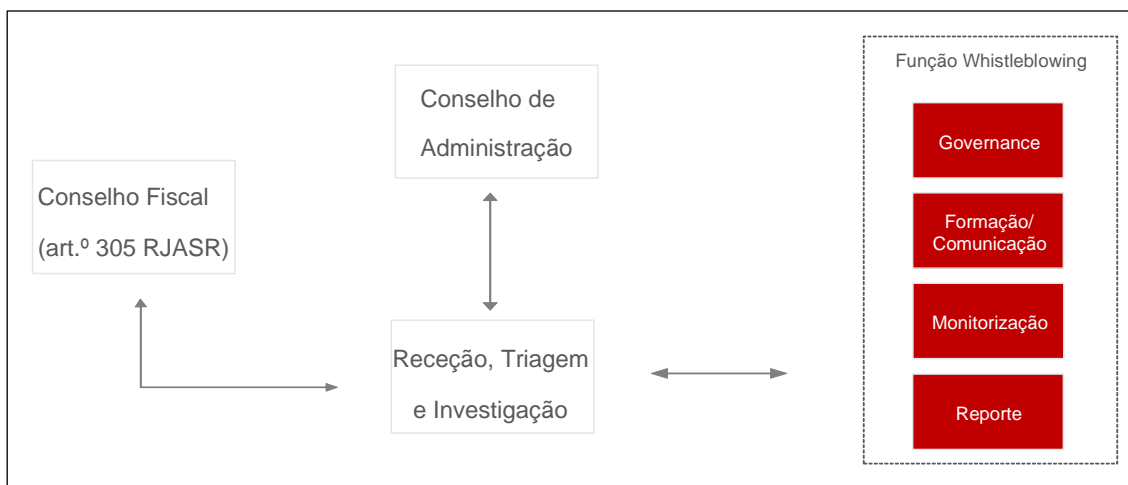 Função Whistleblowing
Conselho de
Administração
Governance
Conselho Fiscal
(art.º 305 RJASR)
Formação/
Comunicação
Monitorização
Receção, Triagem
e Investigação
Reporte